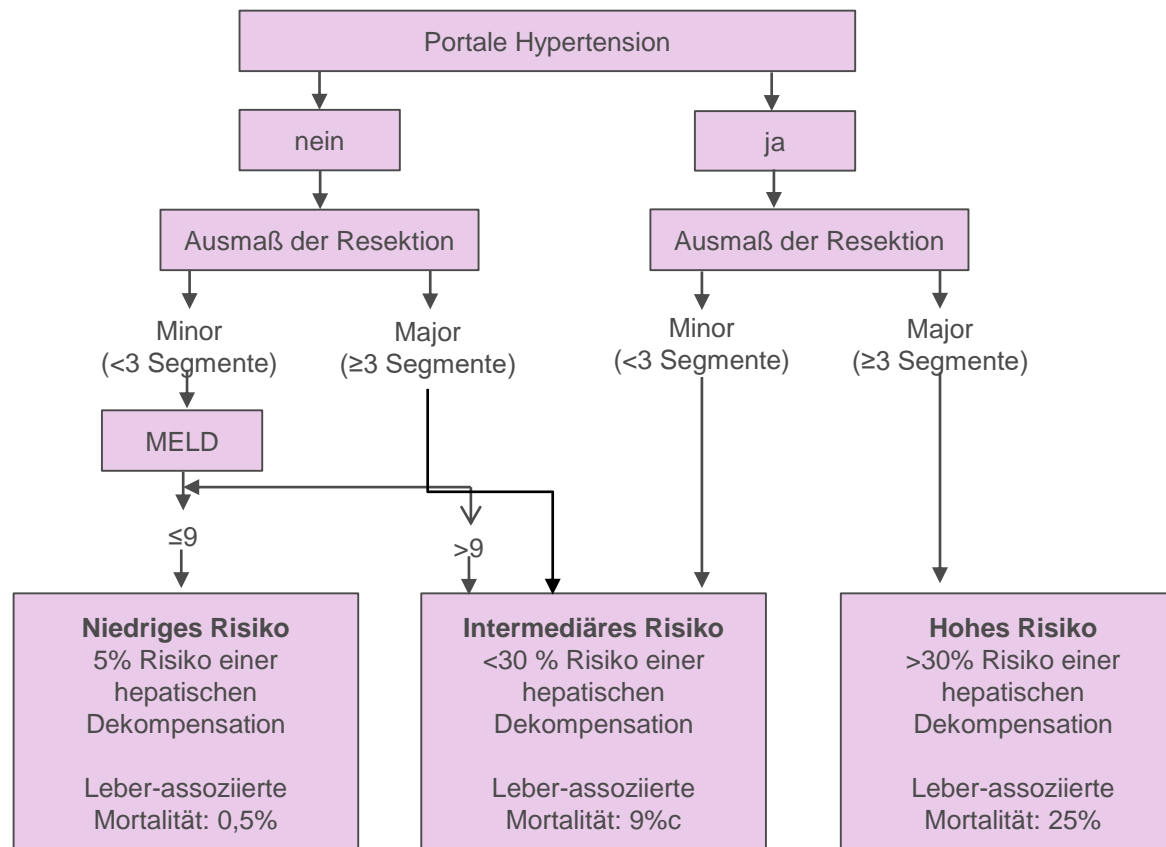 Portale Hypertension
nein
ja
Ausmaß der Resektion
Ausmaß der Resektion
Minor
(<3 Segmente)
Major
(≥3 Segmente)
Minor
(<3 Segmente)
Major
(≥3 Segmente)
MELD
≤9
>9
Niedriges Risiko
5% Risiko einer
hepatischen
Dekompensation
Leber-assoziierte
Mortalität: 0,5%
Intermediäres Risiko
<30 % Risiko einer
hepatischen
Dekompensation
Leber-assoziierte
Mortalität: 9%c
Hohes Risiko
>30% Risiko einer
hepatischen
Dekompensation
Leber-assoziierte
Mortalität: 25%